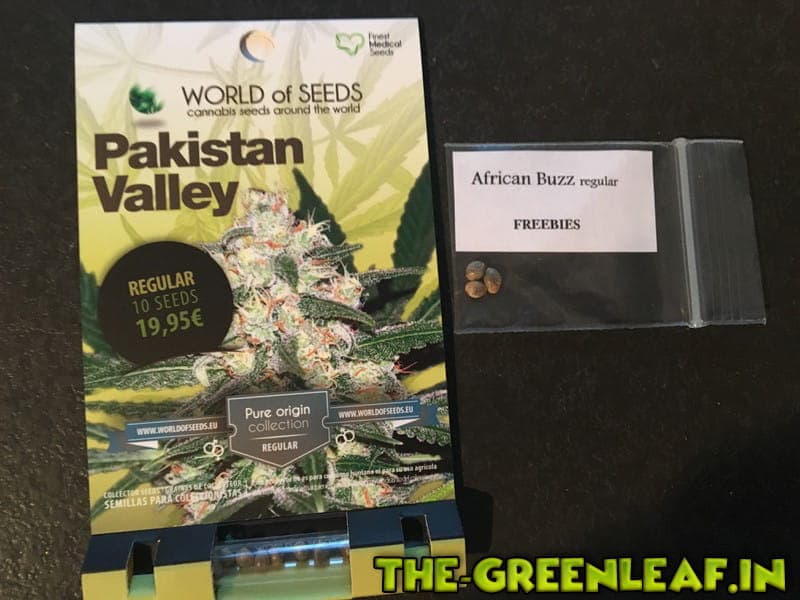 Finest
Medical
Seeds
WORLD of SEEDS
cannabis seeds around the world
Pakistan
Valley
REGULAR
10 SEEDS
19,95€
Pure origin
collection
REGULAR
WWW.WORLDOFSEEDS.EU
WWW.WORLDOFSEEDS.EU
COLLECTOR SEEDS
SEMILLAS PARA COLECCIONISTAS
African Buzz regular
FREEBIES
THE-GREENLEAF.IN